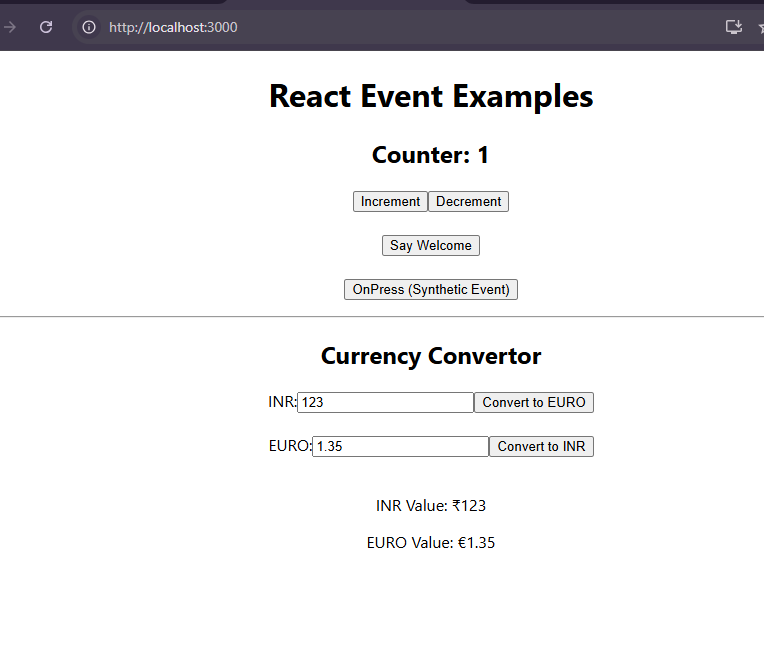 http://localhost:3000
React Event Examples
Counter: 1
Increment Decrement
Say Welcome
OnPress (Synthetic Event)
Currency Convertor
INR: 123 Convert to EURO
EURO: 1.35 Convert to INR
INR Value: ₹123
EURO Value: €1.35